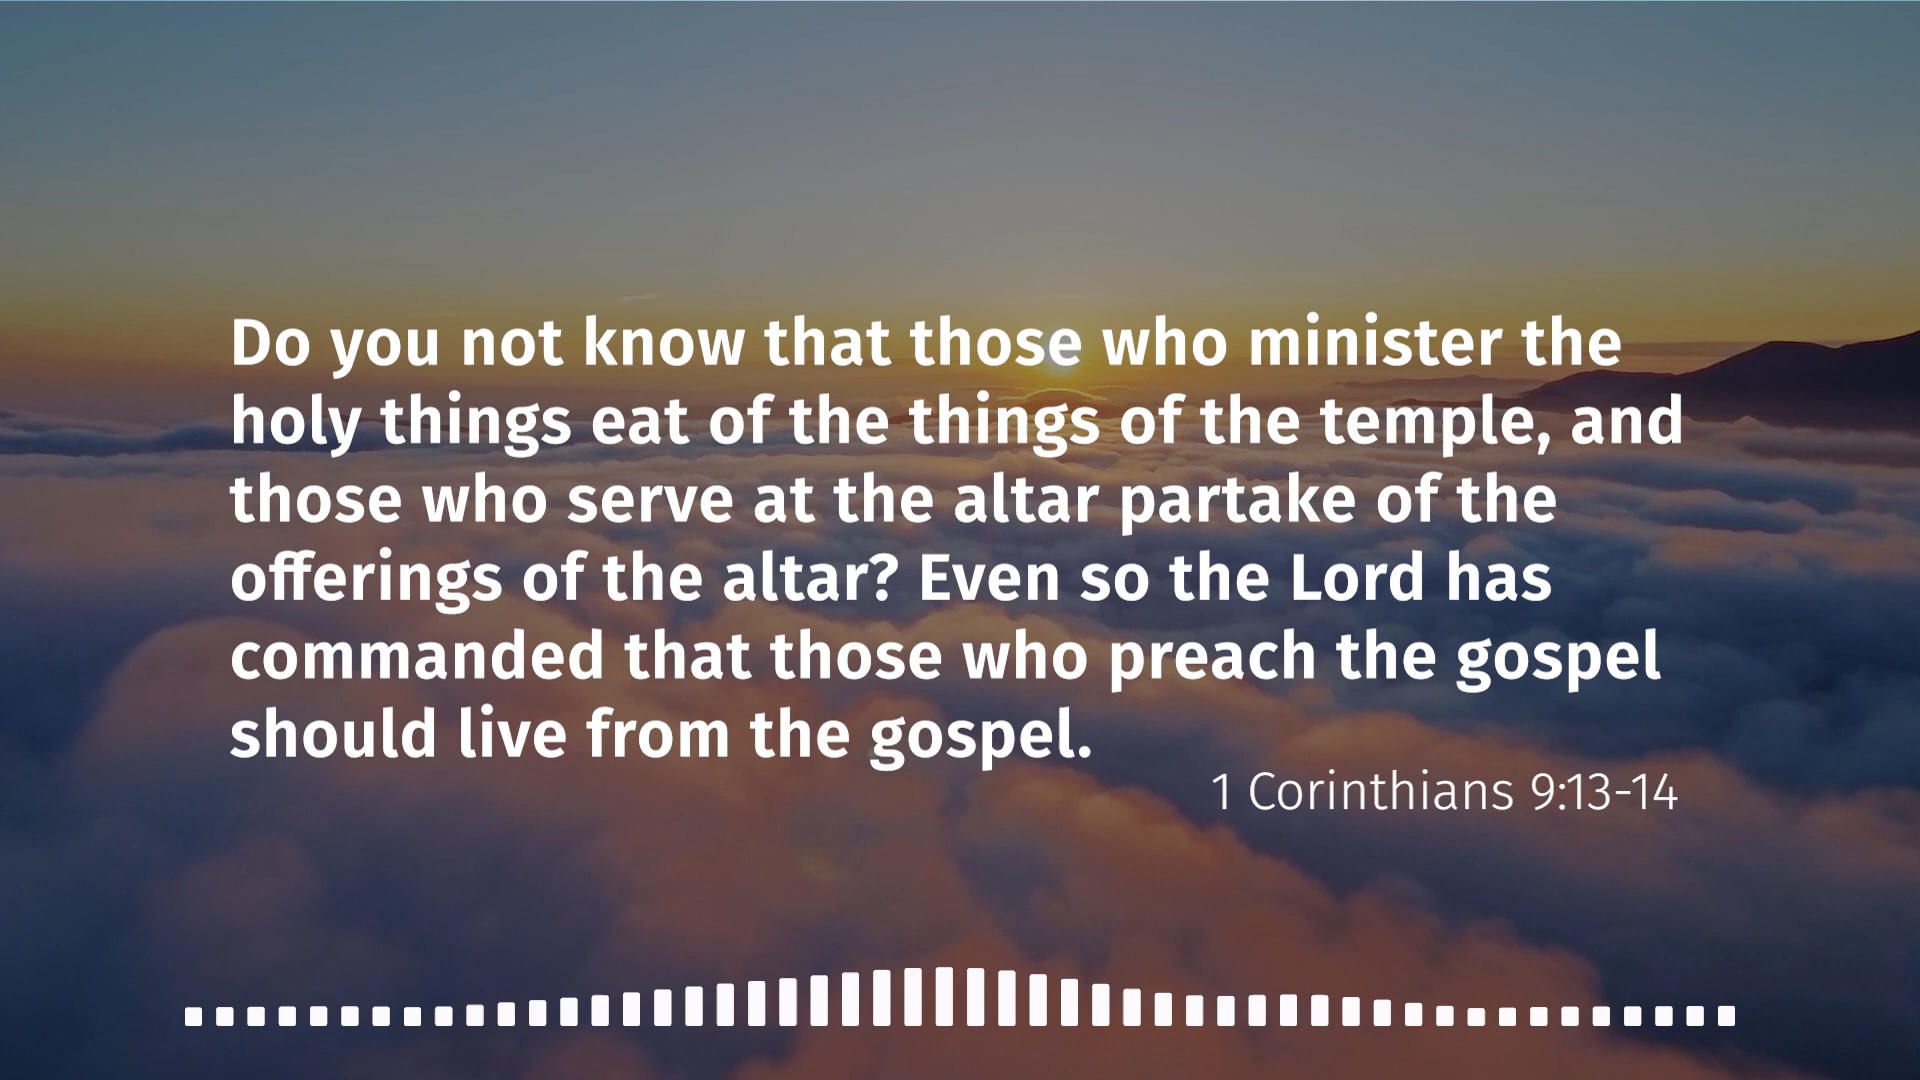 Do you not know that those who minister the
holy things eat of the things of the temple, and
those who serve at the altar partake of the
offerings of the altar? Even so the Lord has
commanded that those who preach the gospel
should live from the gospel.
1 Corinthians 9:13-14